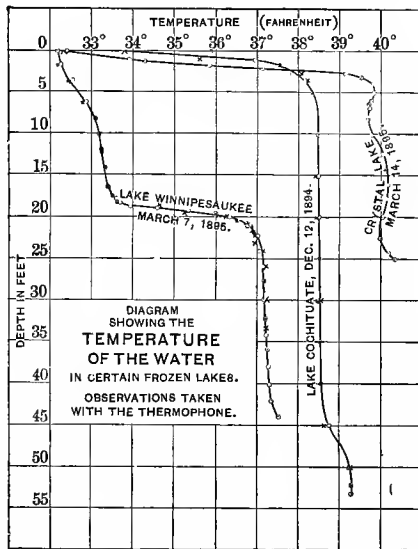 TEMPERATURE (FAHRENHEIT)
33° 34° 35° 36° 37° 38° 39° 40°
0
5
10
15
20
25
30
35
40
45
50
55
DEPTH IN FEET
LAKE WINNIPESAUKEE
MARCH 7, 1895.
LAKE COCHITUATE, DEC. 12, 1894.
CRYSTAL LAKE
MARCH 14, 1895.
DIAGRAM
SHOWING THE
TEMPERATURE
OF THE WATER
IN CERTAIN FROZEN LAKES.
OBSERVATIONS TAKEN
WITH THE THERMOPHONE.